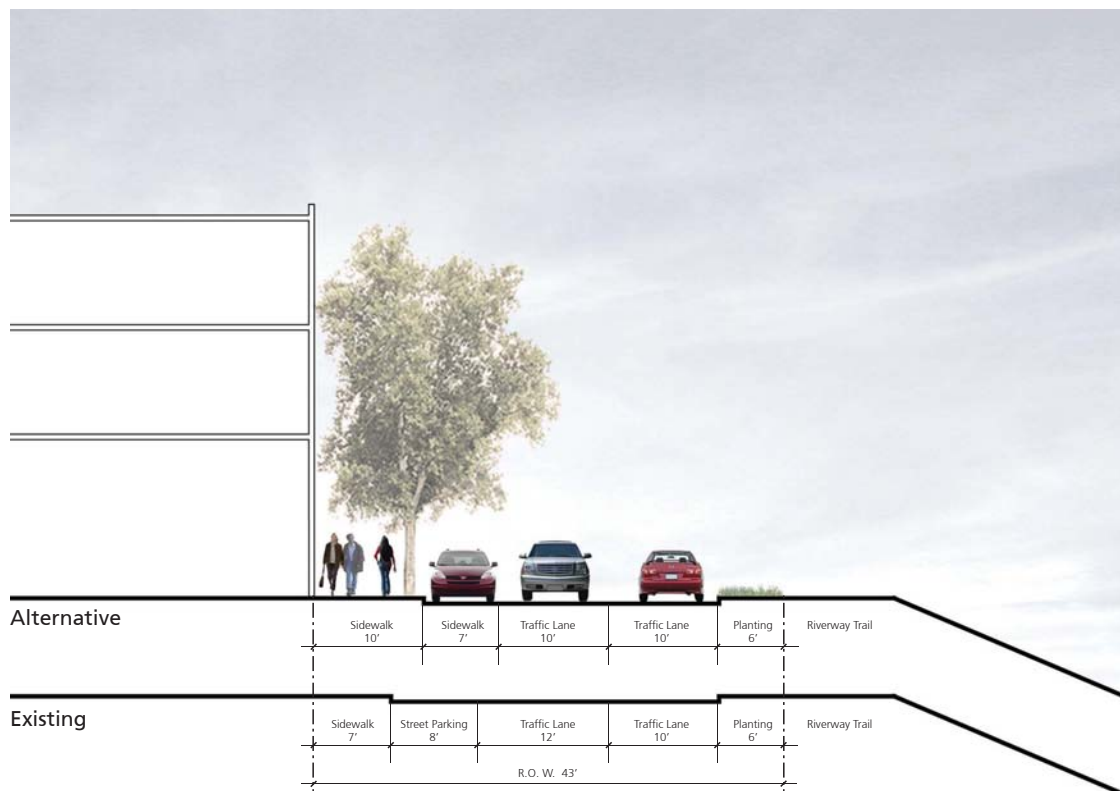 Alternative
Sidewalk
10'
Sidewalk
7'
Traffic Lane
10'
Traffic Lane
10'
Planting
6'
Riverway Trail
Existing
Sidewalk
7'
Street Parking
8'
Traffic Lane
12'
Traffic Lane
10'
Planting
6'
Riverway Trail
R.O. W. 43'